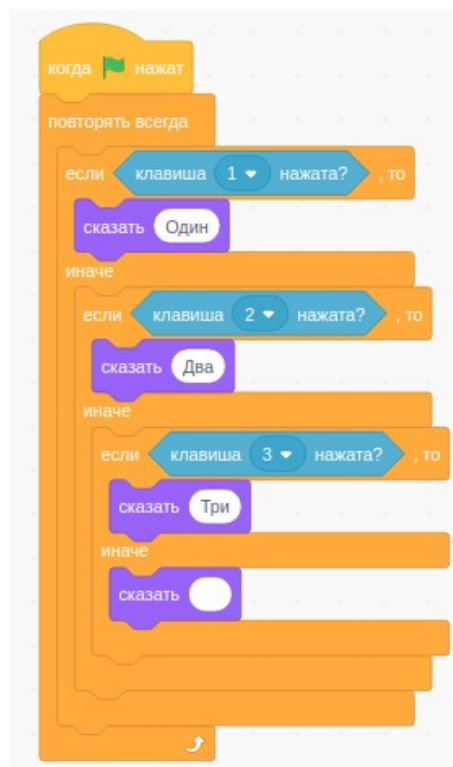 когда нажат
повторять всегда
если клавиша 1 нажата? , то
сказать Один
иначе
если клавиша 2 нажата? , то
сказать Два
иначе
если клавиша 3 нажата? , то
сказать Три
иначе
сказать